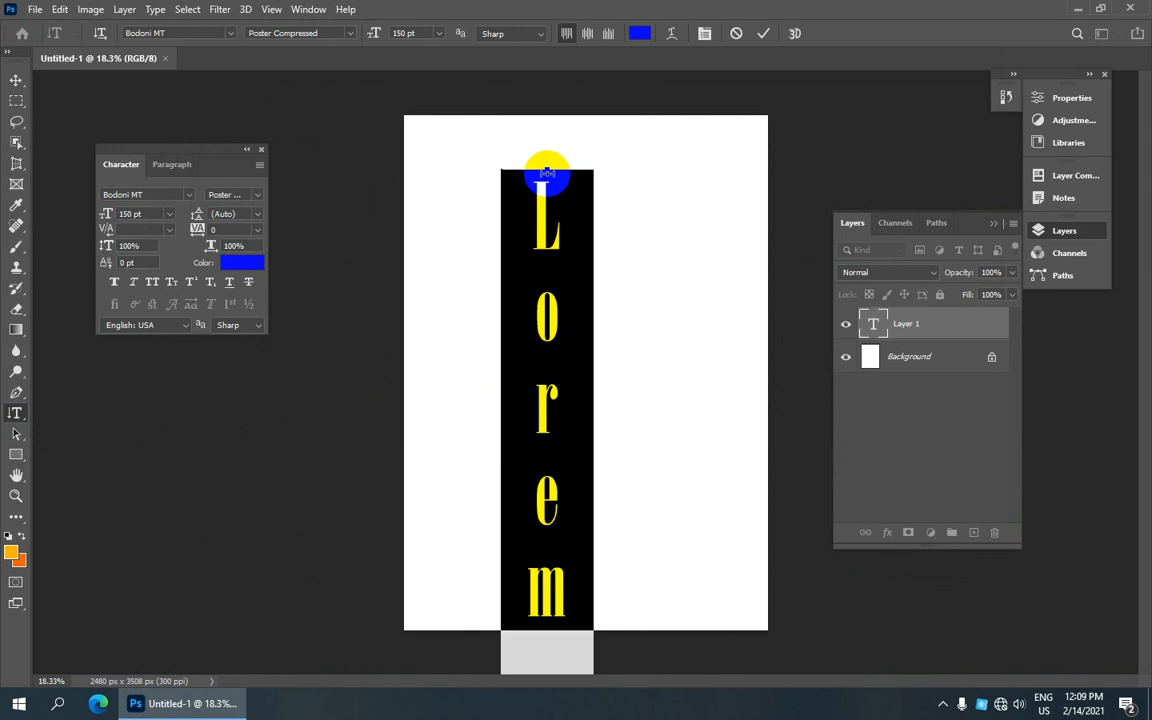 Ps File Edit Image Layer Type Select Filter 3D View Window Help
Bodoni MT Poster Compressed 150 pt Sharp 3D
Untitled-1 @ 18.3% (RGB/8)
Character Paragraph
Bodoni MT Poster ...
150 pt (Auto)
0
100% 100%
0 pt Color:
English: USA Sharp
L
o
r
e
m
Properties
Adjustme...
Libraries
Layer Com...
Notes
Layers
Channels
Paths
Layers Channels Paths
Kind
Normal Opacity: 100%
Lock: Fill: 100%
Layer 1
Background
18.33% 2480 px x 3508 px (300 ppi)
Ps Untitled-1 @ 18.3%...
ENG
US
12:09 PM
2/14/2021
2